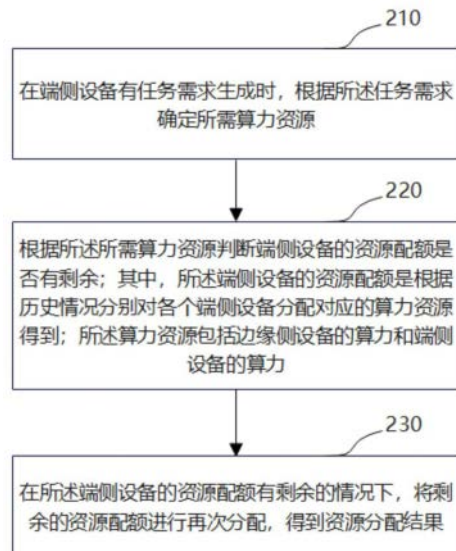 210
在端侧设备有任务需求生成时，根据所述任务需求
确定所需算力资源
220
根据所述所需算力资源判断端侧设备的资源配额是
否有剩余；其中，所述端侧设备的资源配额是根据
历史情况分别对各个端侧设备分配对应的算力资源
得到；所述算力资源包括边缘侧设备的算力和端侧
设备的算力
230
在所述端侧设备的资源配额有剩余的情况下，将剩
余的资源配额进行再次分配，得到资源分配结果